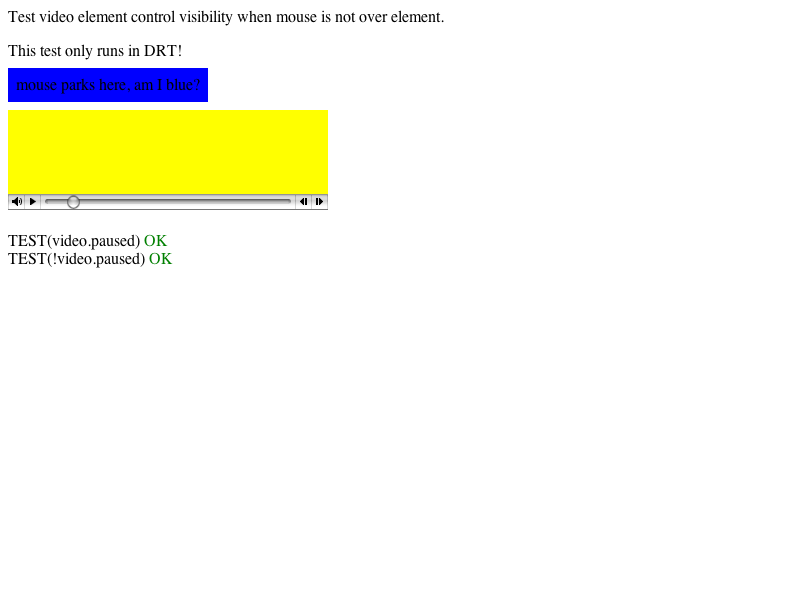 Test video element control visibility when mouse is not over element.
This test only runs in DRT!
mouse parks here, am I blue?
TEST(video.paused) OK
TEST(!video.paused) OK